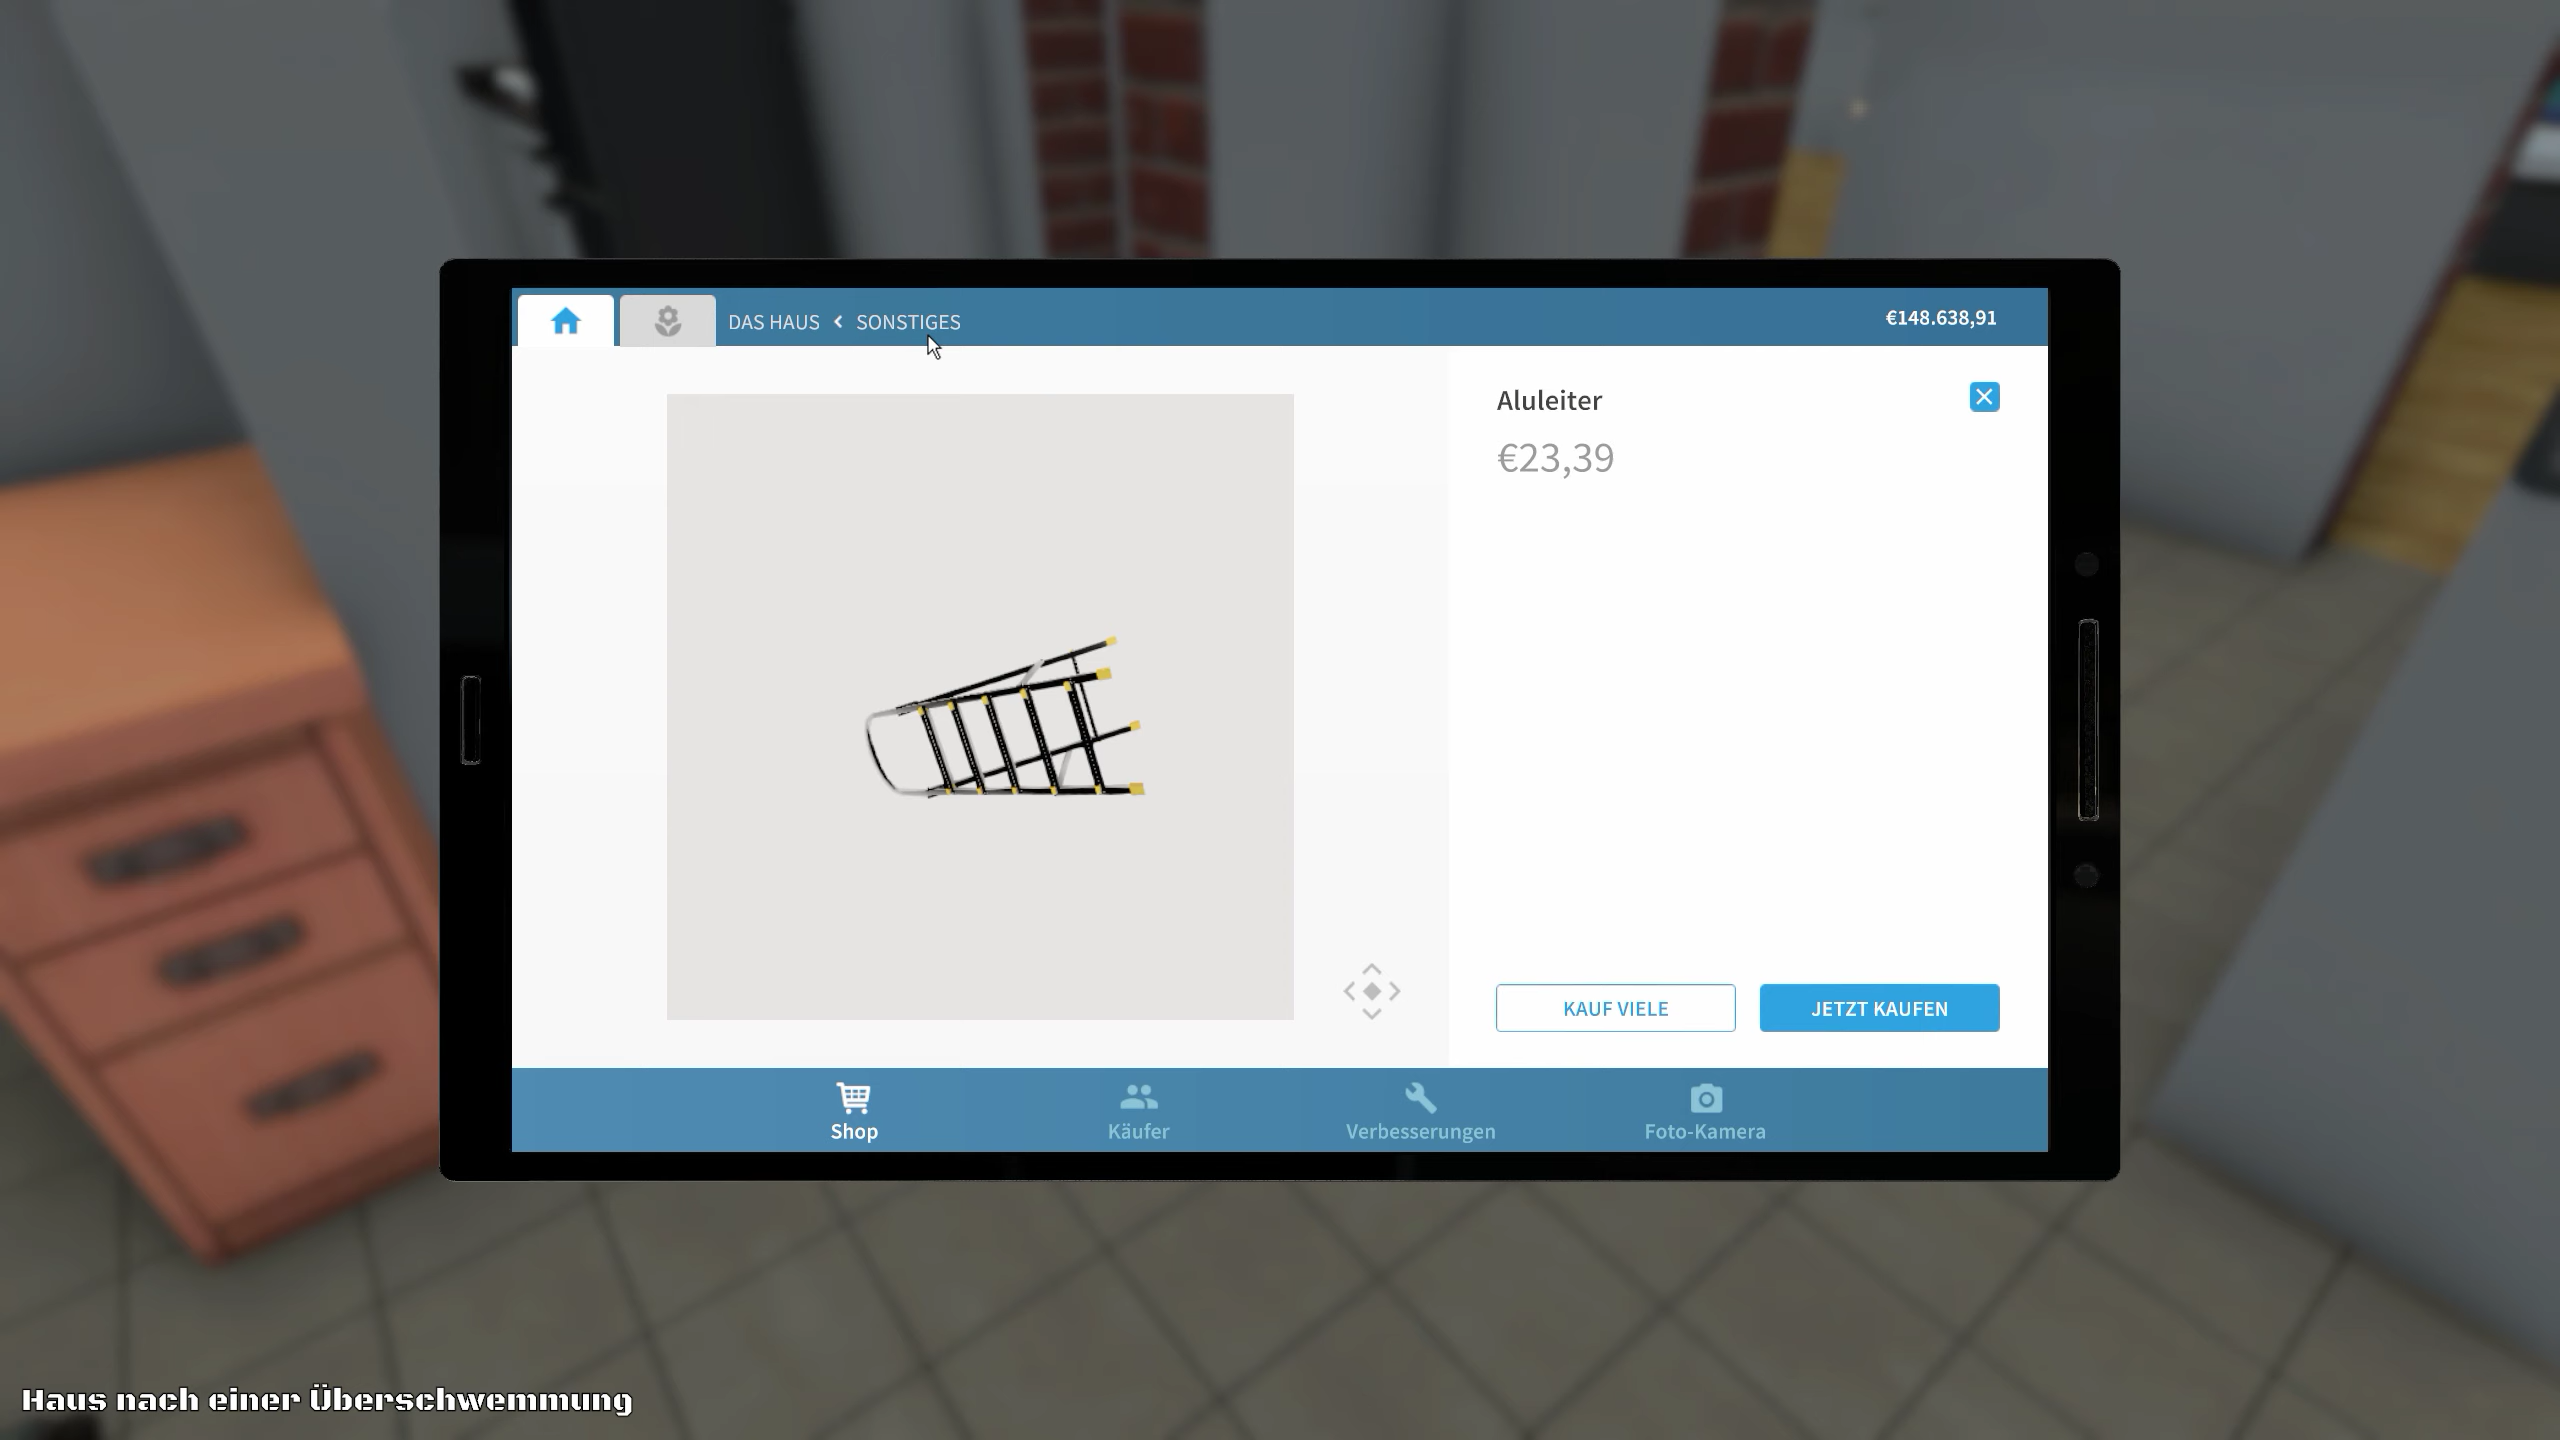 DAS HAUS SONSTIGES
€148.638,91
Aluleiter
€23,39
KAUF VIELE
JETZT KAUFEN
Shop
Käufer
Verbesserungen
Foto-Kamera
Haus nach einer Überschwemmung